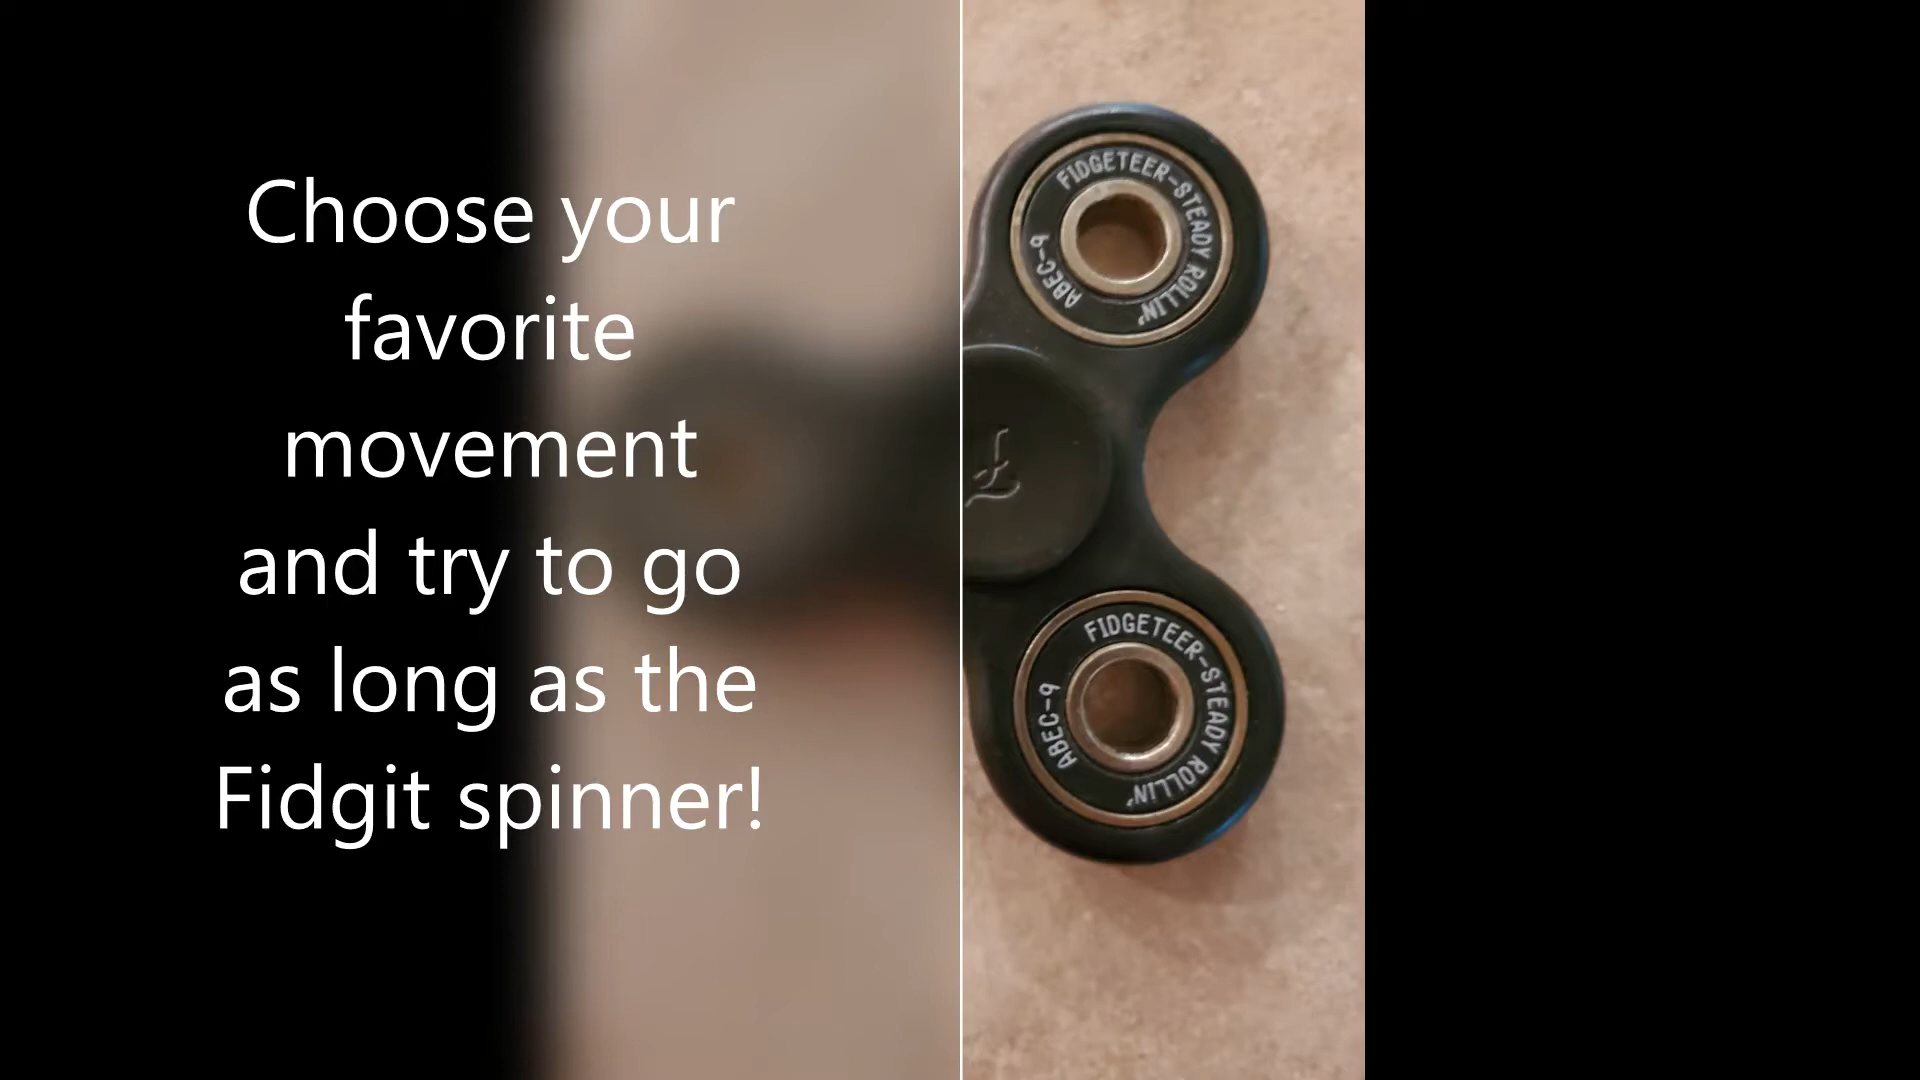 Choose your
favorite
movement
and try to go
as long as the
Fidgit spinner!
FIDGETEER-STEADY ROLLIN'
ABEC-9
FIDGETEER-STEADY ROLLIN'
ABEC-9